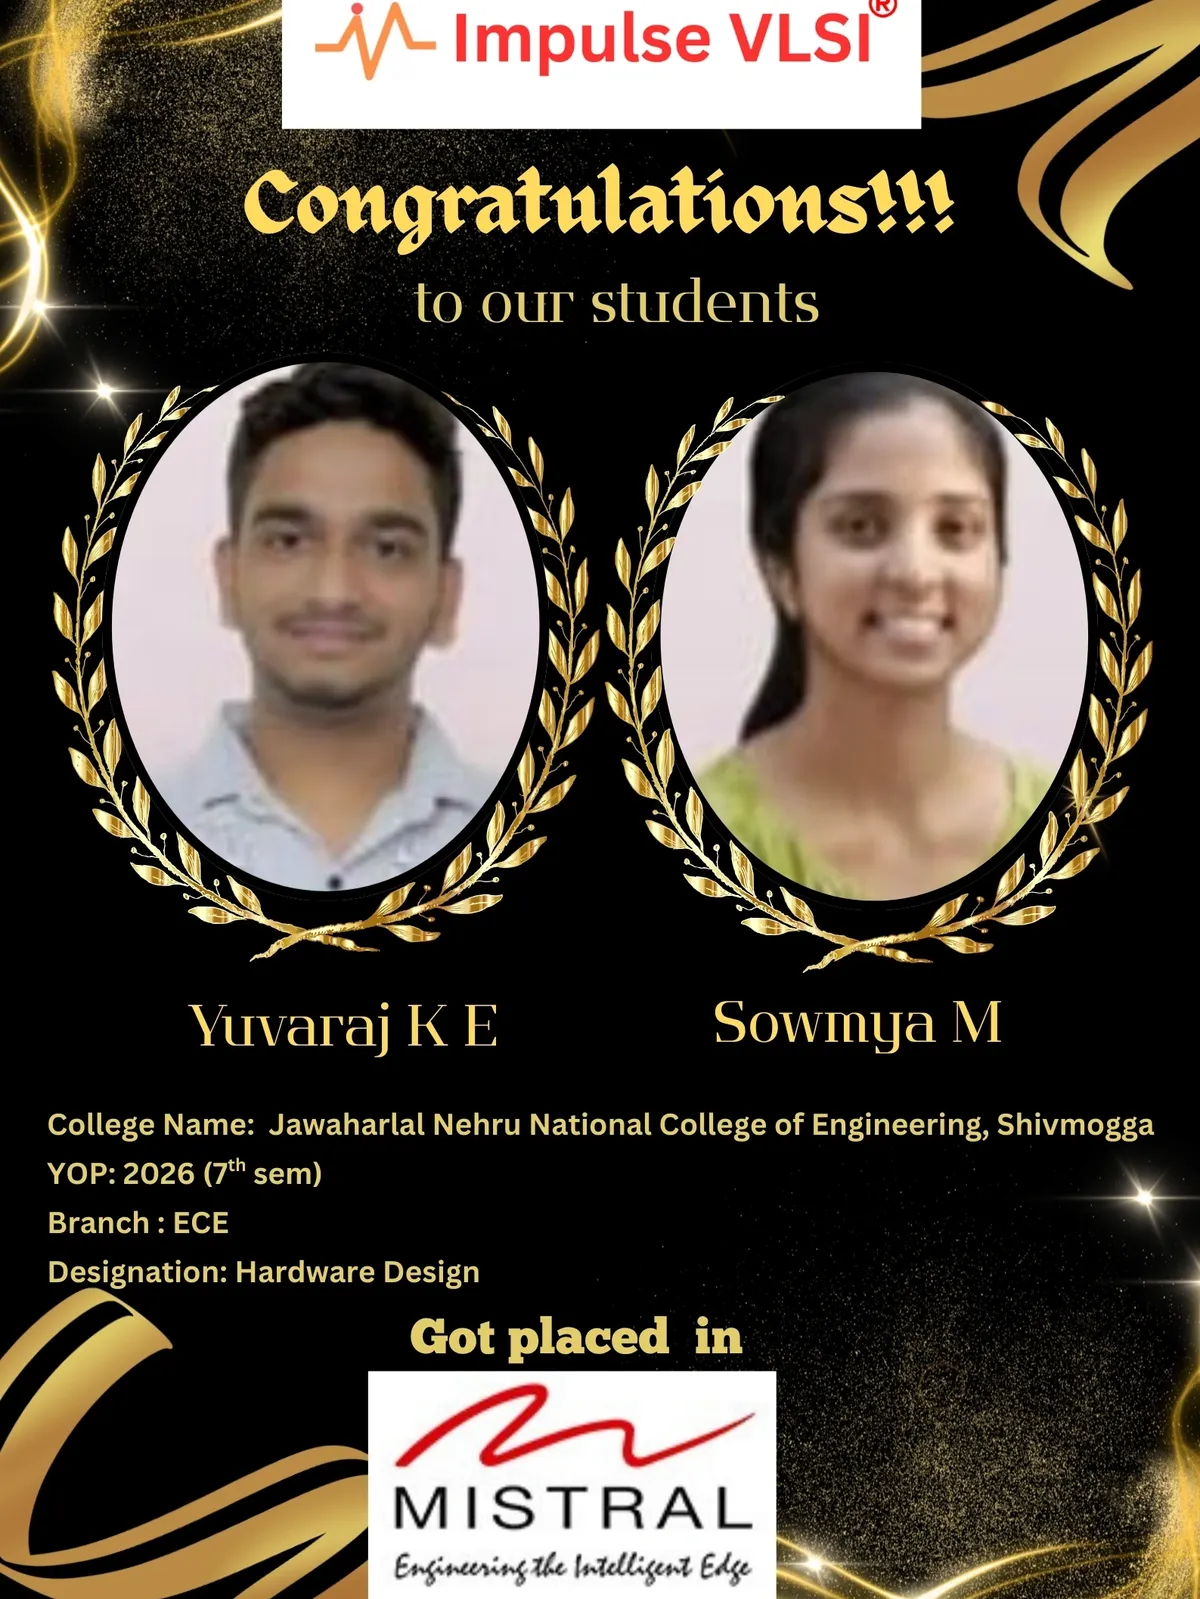 Impulse VLSI®
Congratulations!!!
to our students
Yuvaraj K E
Sowmya M
College Name: Jawaharlal Nehru National College of Engineering, Shivmogga
YOP: 2026 (7th sem)
Branch : ECE
Designation: Hardware Design
Got placed in
MISTRAL
Engineering the Intelligent Edge